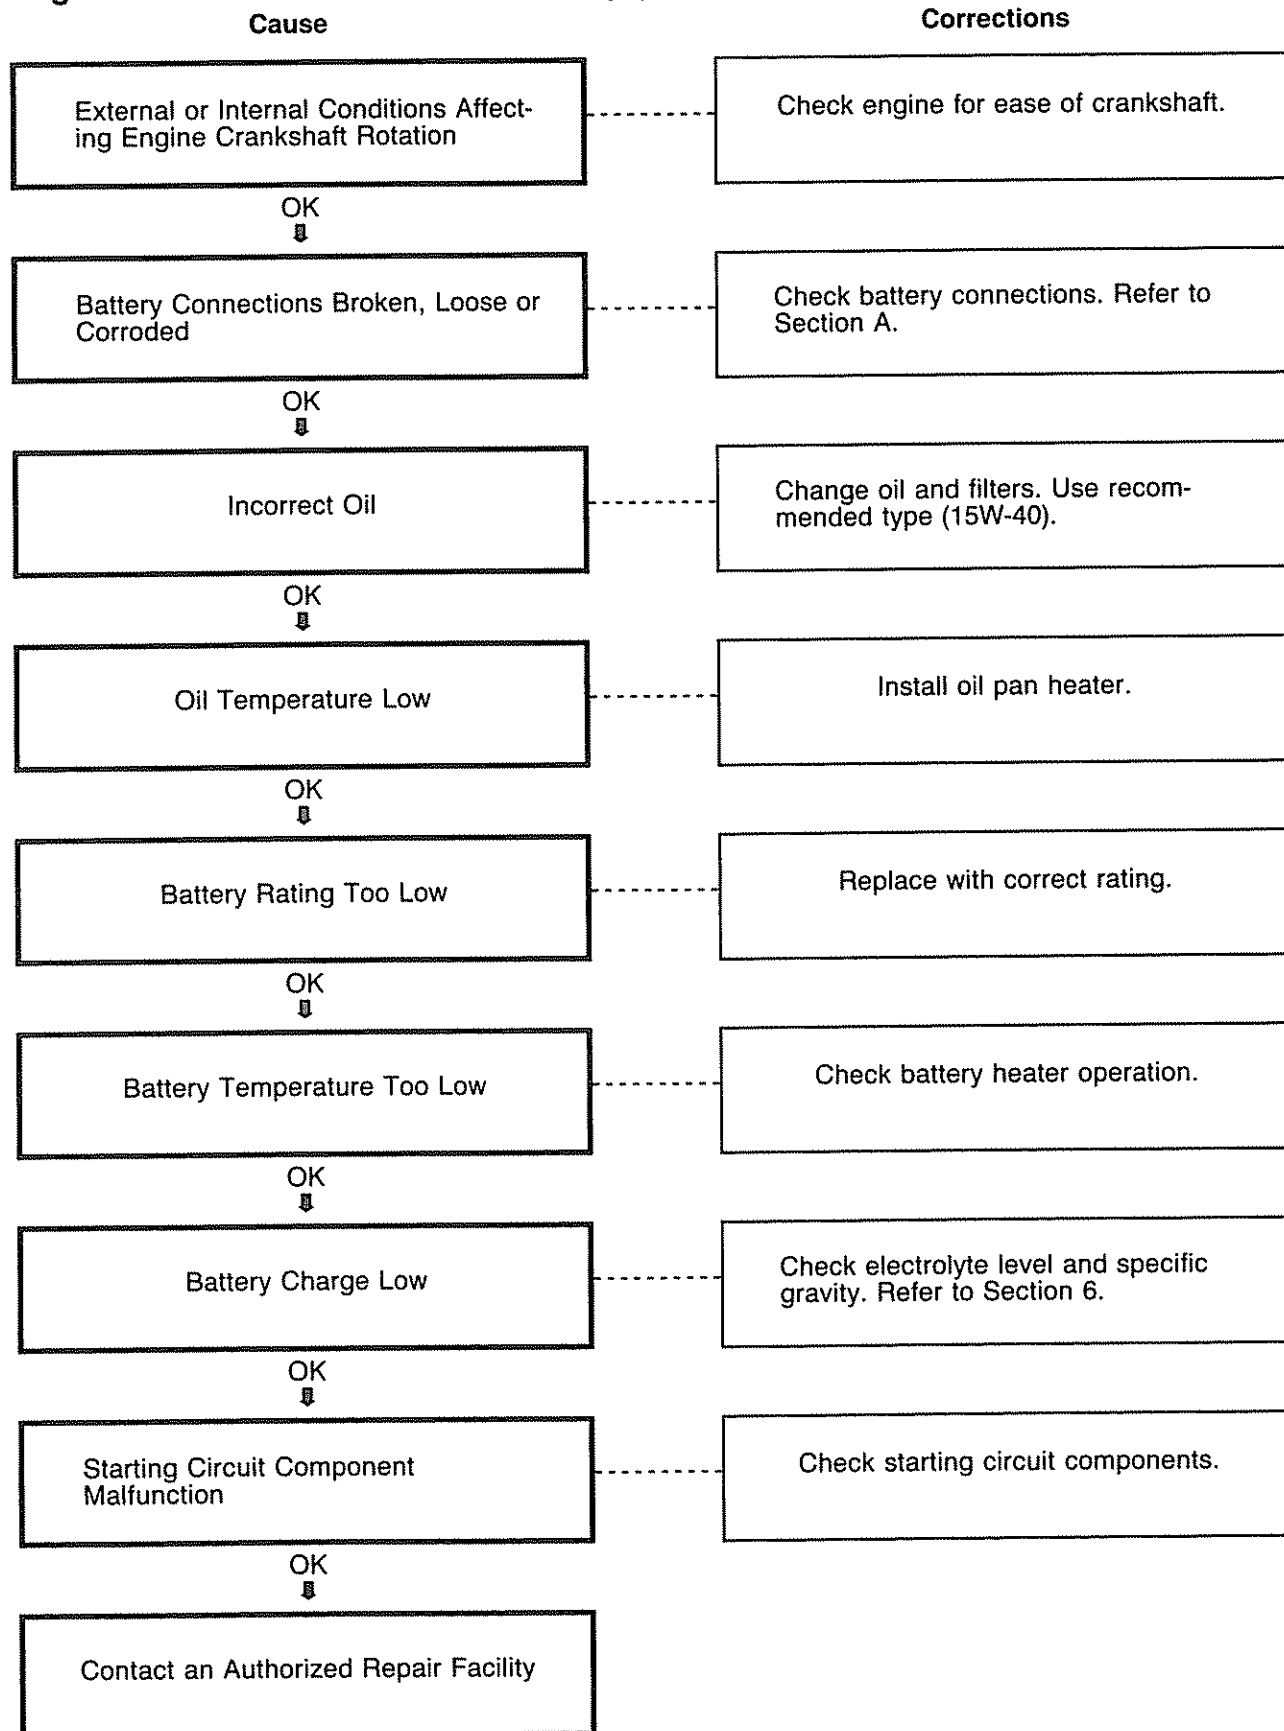 Cause
Corrections
External or Internal Conditions Affect-
ing Engine Crankshaft Rotation
Check engine for ease of crankshaft.
OK
Battery Connections Broken, Loose or
Corroded
Check battery connections. Refer to
Section A.
OK
Incorrect Oil
Change oil and filters. Use recom-
mended type (15W-40).
OK
Oil Temperature Low
Install oil pan heater.
OK
Battery Rating Too Low
Replace with correct rating.
OK
Battery Temperature Too Low
Check battery heater operation.
OK
Battery Charge Low
Check electrolyte level and specific
gravity. Refer to Section 6.
OK
Starting Circuit Component
Malfunction
Check starting circuit components.
OK
Contact an Authorized Repair Facility